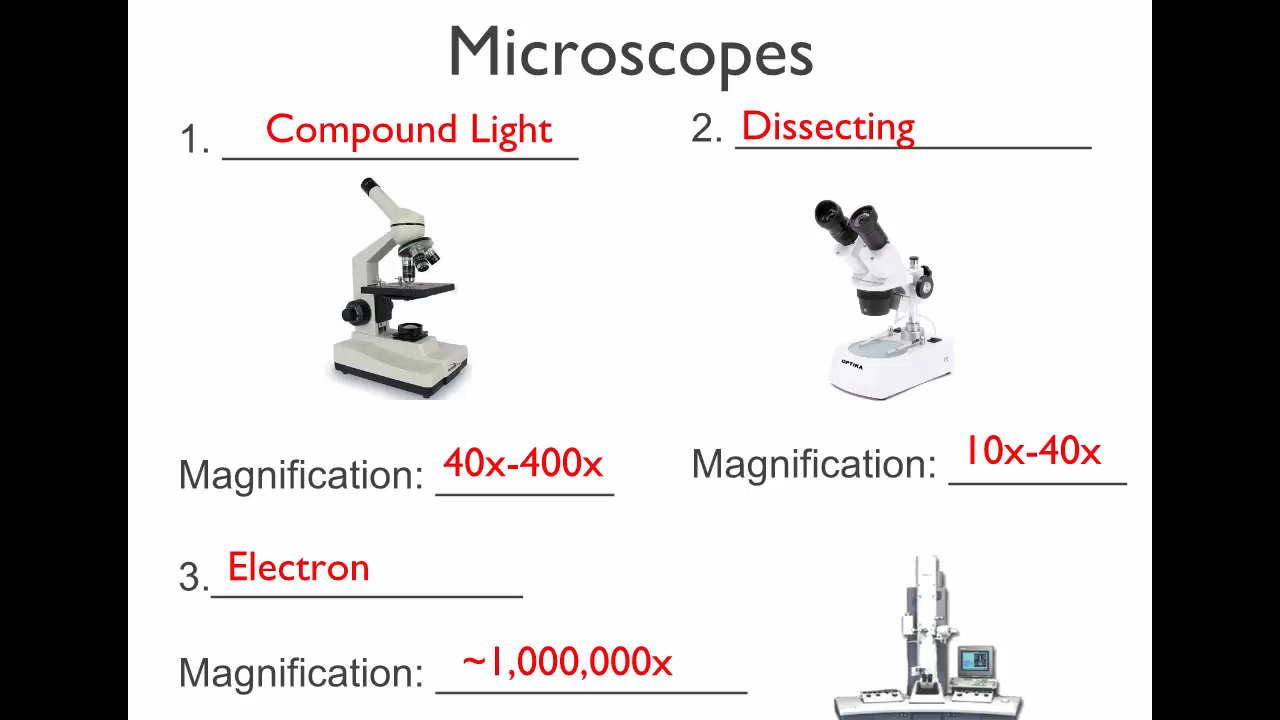 Microscopes
1. Compound Light
2. Dissecting
OPTIKA
Magnification: 40x-400x
Magnification: 10x-40x
3. Electron
Magnification: ~1,000,000x